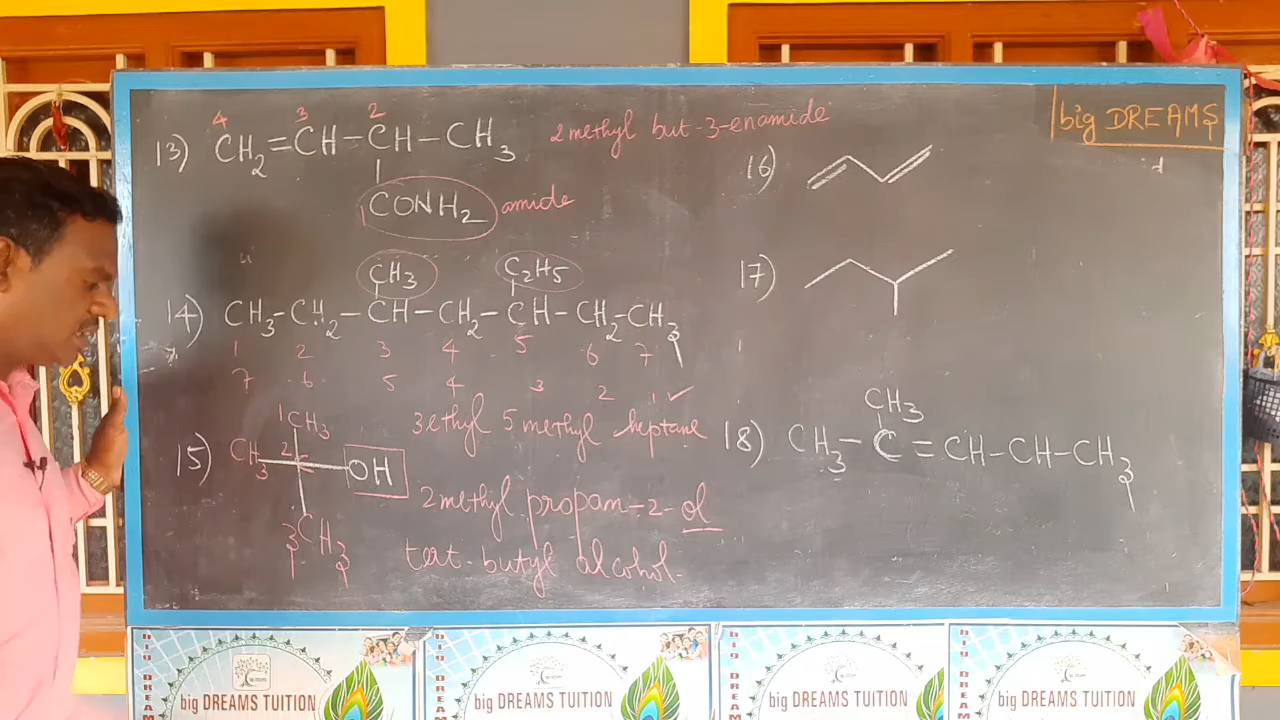 big DREAMS
4 3 2
13) CH2=CH-CH-CH3 2 methyl but-3-enamide
1 CONH2 amide
CH3 C2H5
14) CH3-CH2-CH-CH2-CH-CH2-CH3
1 2 3 4 5 6 7
7 6 5 4 3 2 1 ✓
3 ethyl 5 methyl heptane
1 CH3
15) CH3 2 OH
3 CH3
2 methyl propan-2-ol
tert-butyl alcohol.
16)
17)
CH3
18) CH3-C=CH-CH-CH3
big DREAMS TUITION
big DREAMS TUITION
big DREAMS TUITION
big DREAMS TUITION